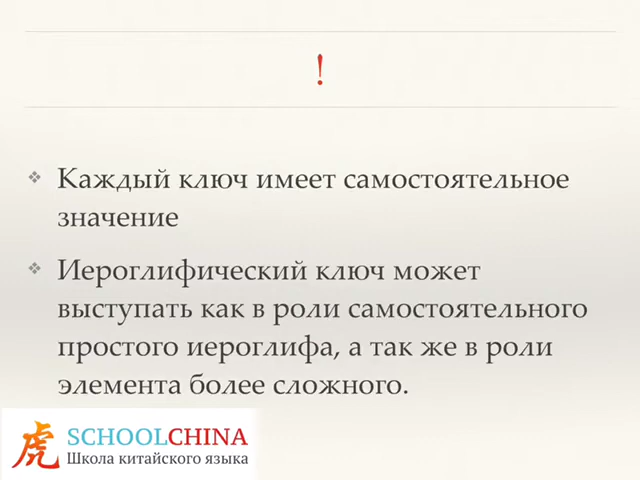 !
Каждый ключ имеет самостоятельное
значение
Иероглифический ключ может
выступать как в роли самостоятельного
простого иероглифа, а так же в роли
элемента более сложного.
虎
SCHOOLCHINA
Школа китайского языка